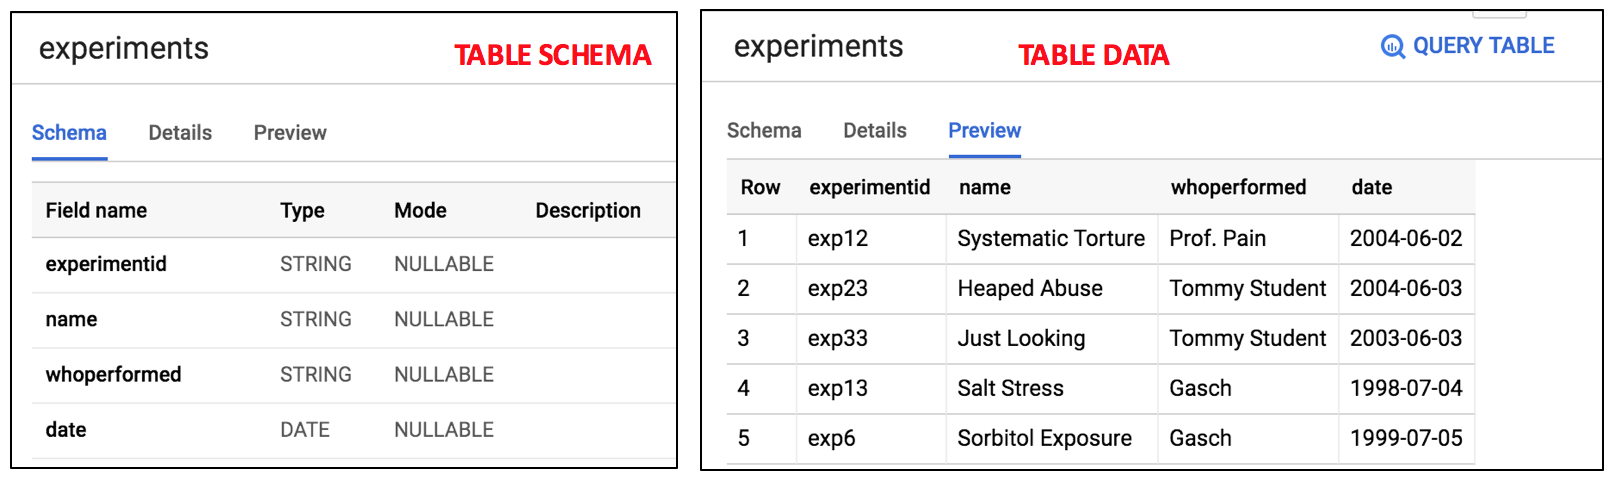 experiments TABLE SCHEMA
Schema Details Preview
Field name Type Mode Description
experimentid STRING NULLABLE
name STRING NULLABLE
whoperformed STRING NULLABLE
date DATE NULLABLE
experiments TABLE DATA QUERY TABLE
Schema Details Preview
Row experimentid name whoperformed date
1 exp12 Systematic Torture Prof. Pain 2004-06-02
2 exp23 Heaped Abuse Tommy Student 2004-06-03
3 exp33 Just Looking Tommy Student 2003-06-03
4 exp13 Salt Stress Gasch 1998-07-04
5 exp6 Sorbitol Exposure Gasch 1999-07-05